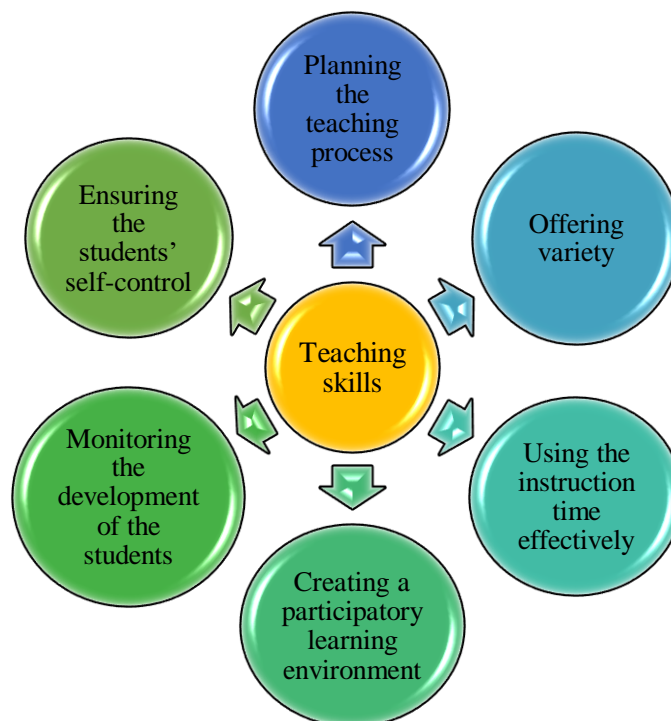 Planning
the
teaching
process
Offering
variety
Using the
instruction
time
effectively
Creating a
participatory
learning
environment
Monitoring
the
development
of the
students
Ensuring
the
students’
self-control
Teaching
skills